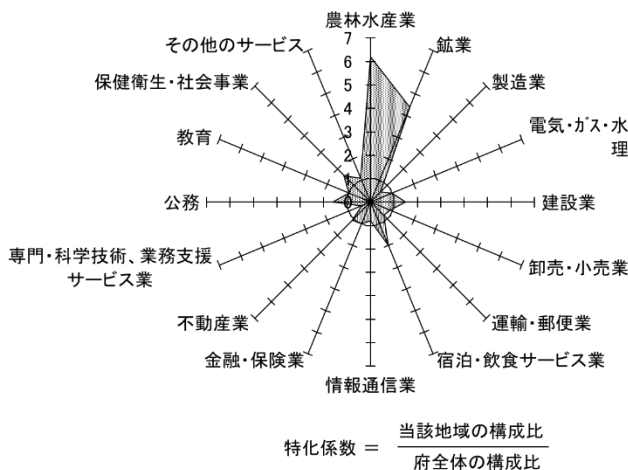 農林水産業
7
6
5
4
3
2
1
0
鉱業
製造業
電気・ガス・水
理
建設業
卸売・小売業
運輸・郵便業
宿泊・飲食サービス業
情報通信業
金融・保険業
不動産業
専門・科学技術、業務支援
サービス業
公務
教育
保健衛生・社会事業
その他のサービス
特化係数 = 当該地域の構成比
府全体の構成比